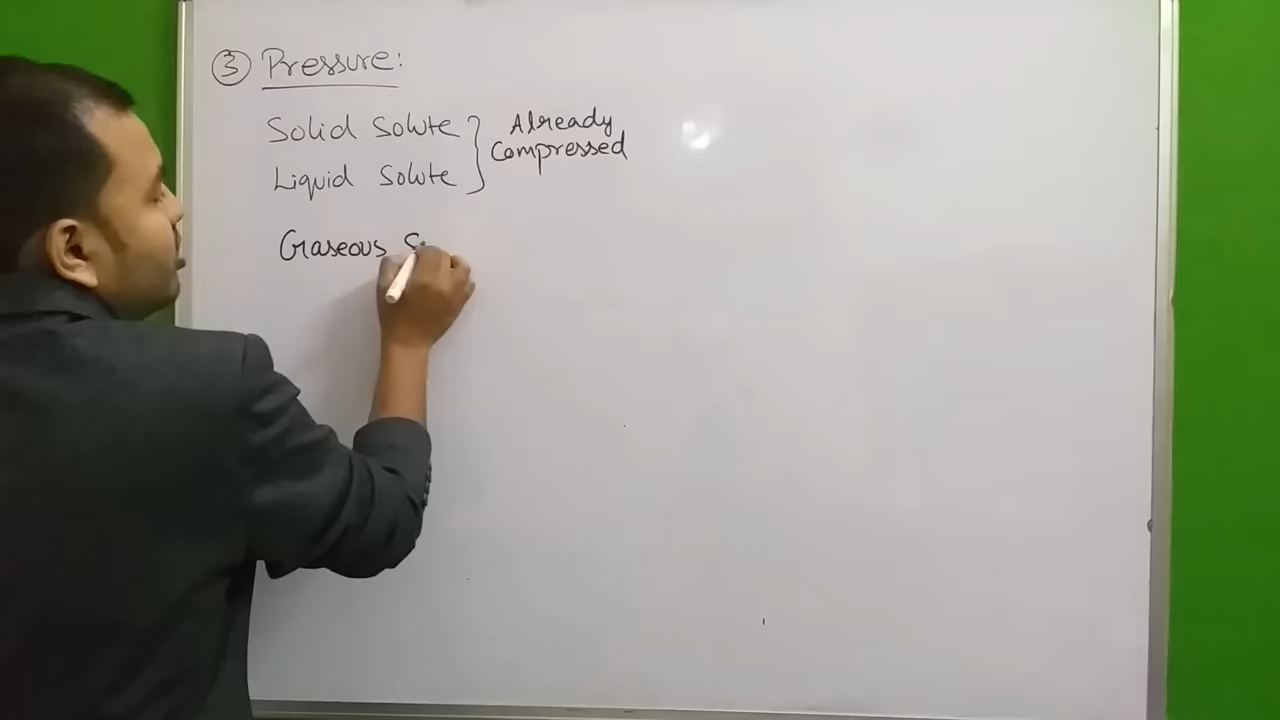 ③ Pressure:
Solid Solute } Already
Liquid Solute } Compressed
Gaseous S